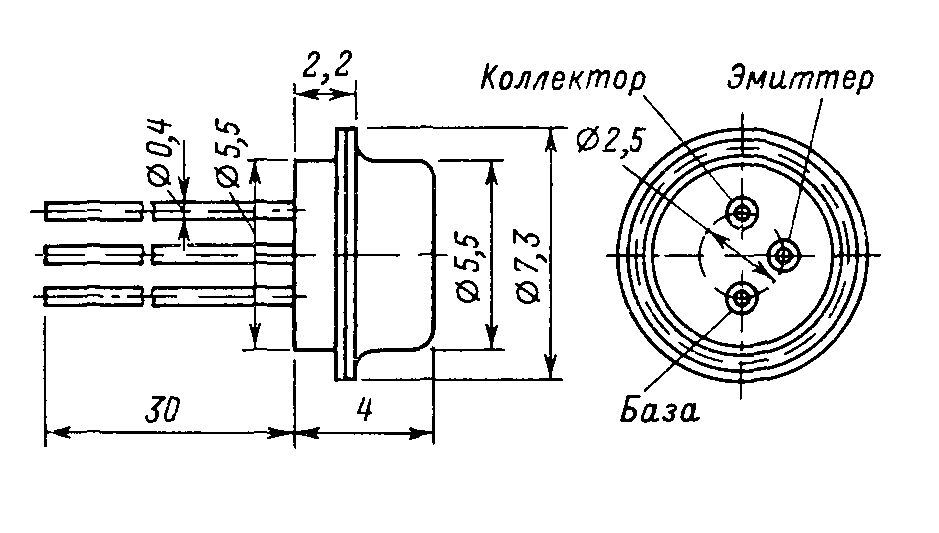 2,2
Коллектор
Эмиттер
Ø0,4
Ø5,5
Ø2,5
Ø5,5
Ø7,3
30
4
База